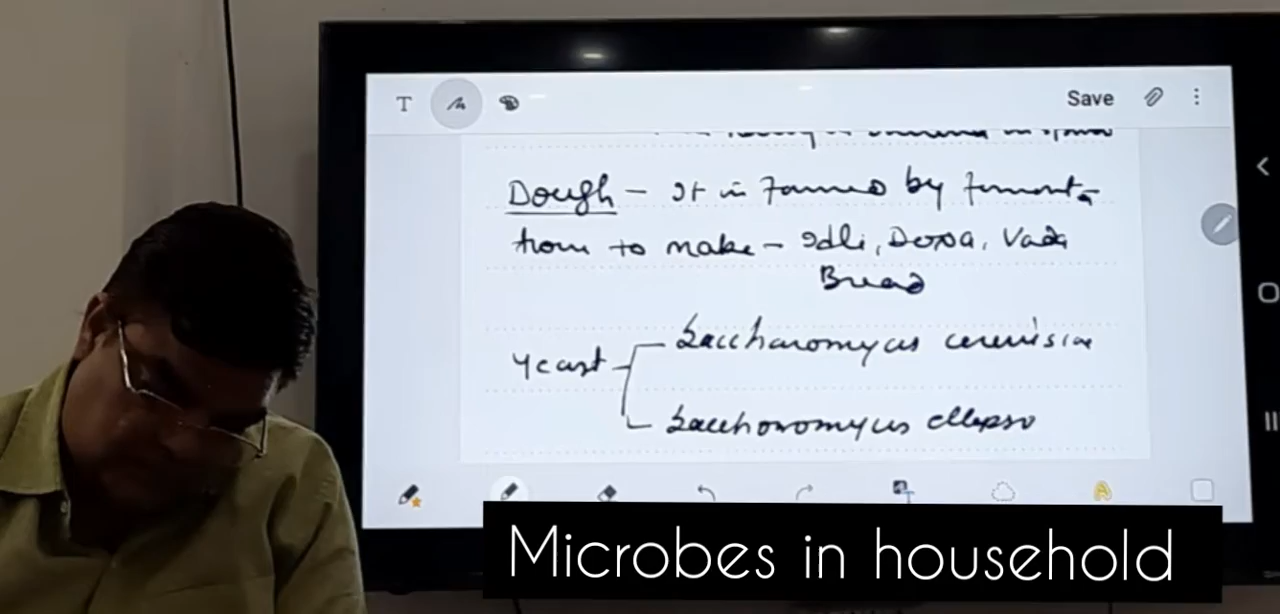 T Save
Dough - It is formed by fermenta-
tion to make - Idli, Dosa, Vada
Bread
Yeast Saccharomyces cerevisiae
Saccharomyces ellipso
Microbes in household